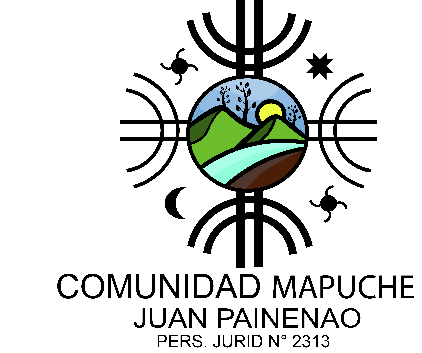 COMUNIDAD MAPUCHE
JUAN PAINENAO
PERS. JURID N° 2313